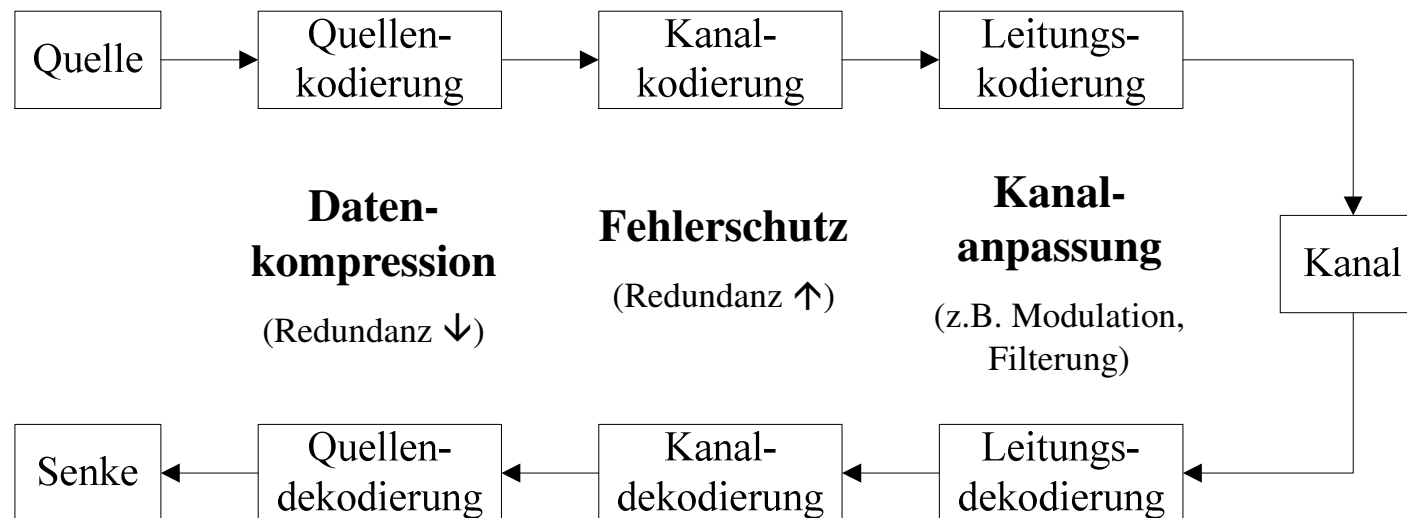 Quelle
Quellen-
kodierung
Kanal-
kodierung
Leitungs-
kodierung
Daten-
kompression
(Redundanz ↓)
Fehlerschutz
(Redundanz ↑)
Kanal-
anpassung
(z.B. Modulation,
Filterung)
Kanal
Senke
Quellen-
dekodierung
Kanal-
dekodierung
Leitungs-
dekodierung